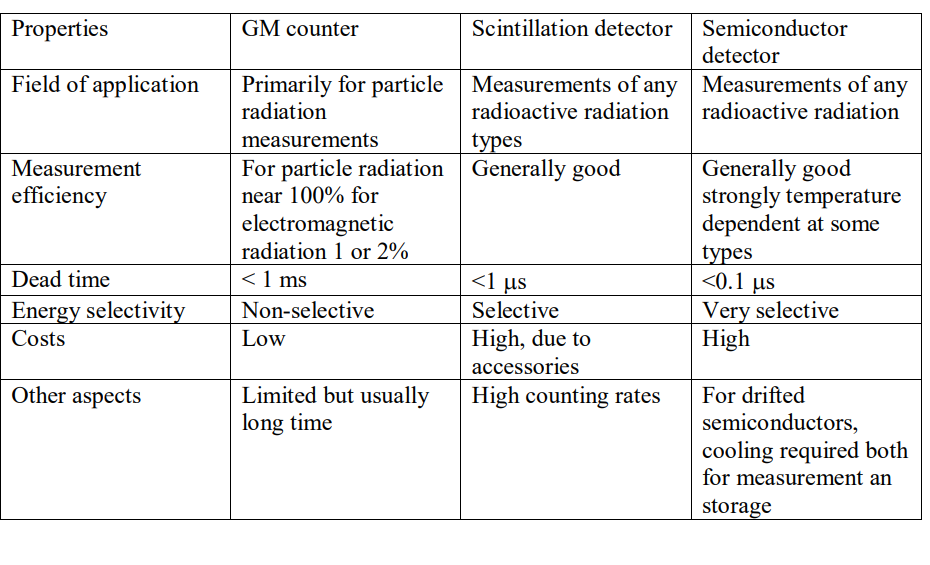 Properties
GM counter
Scintillation detector
Semiconductor
detector
Field of application
Primarily for particle
radiation
measurements
Measurements of any
radioactive radiation
types
Measurements of any
radioactive radiation
Measurement
efficiency
For particle radiation
near 100% for
electromagnetic
radiation 1 or 2%
Generally good
Generally good
strongly temperature
dependent at some
types
Dead time
< 1 ms
<1 μs
<0.1 μs
Energy selectivity
Non-selective
Selective
Very selective
Costs
Low
High, due to
accessories
High
Other aspects
Limited but usually
long time
High counting rates
For drifted
semiconductors,
cooling required both
for measurement an
storage